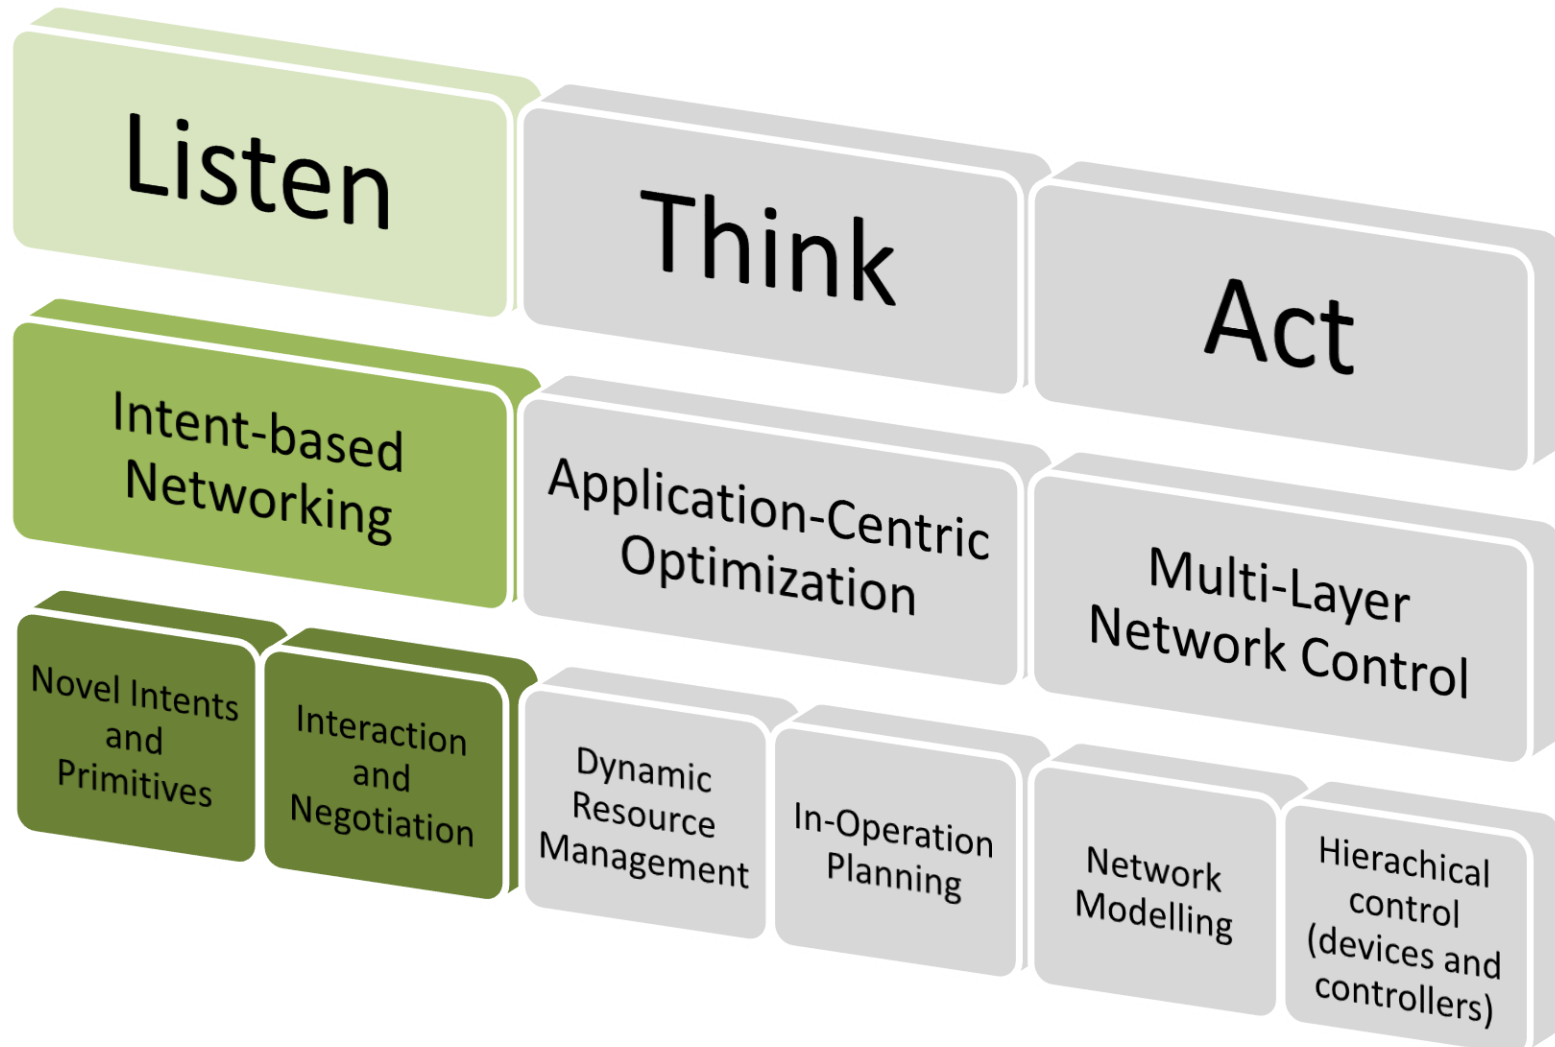 Listen
Think
Act
Intent-based
Networking
Application-Centric
Optimization
Multi-Layer
Network Control
Novel Intents
and
Primitives
Interaction
and
Negotiation
Dynamic
Resource
Management
In-Operation
Planning
Network
Modelling
Hierachical
control
(devices and
controllers)